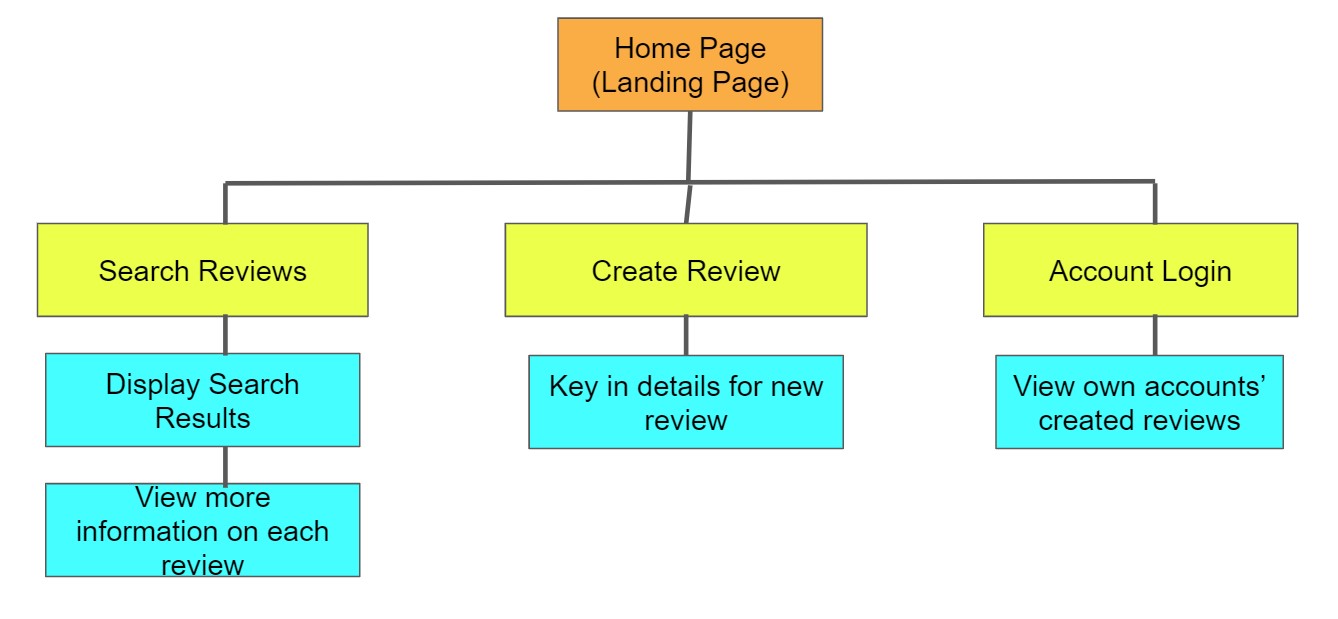 Home Page
(Landing Page)
Search Reviews
Create Review
Account Login
Display Search
Results
Key in details for new
review
View own accounts’
created reviews
View more
information on each
review